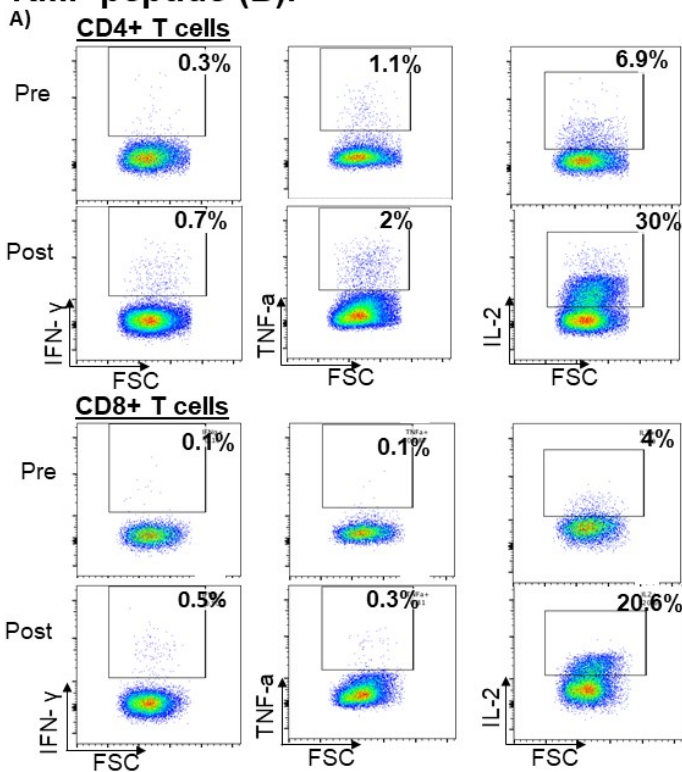 A)
CD4+ T cells
Pre
0.3%
1.1%
6.9%
Post
0.7%
2%
30%
IFN- γ
TNF-a
IL-2
FSC
FSC
FSC
CD8+ T cells
Pre
0.1%
0.1%
4%
Post
0.5%
0.3%
20.6%
IFN- γ
TNF-a
IL-2
FSC
FSC
FSC